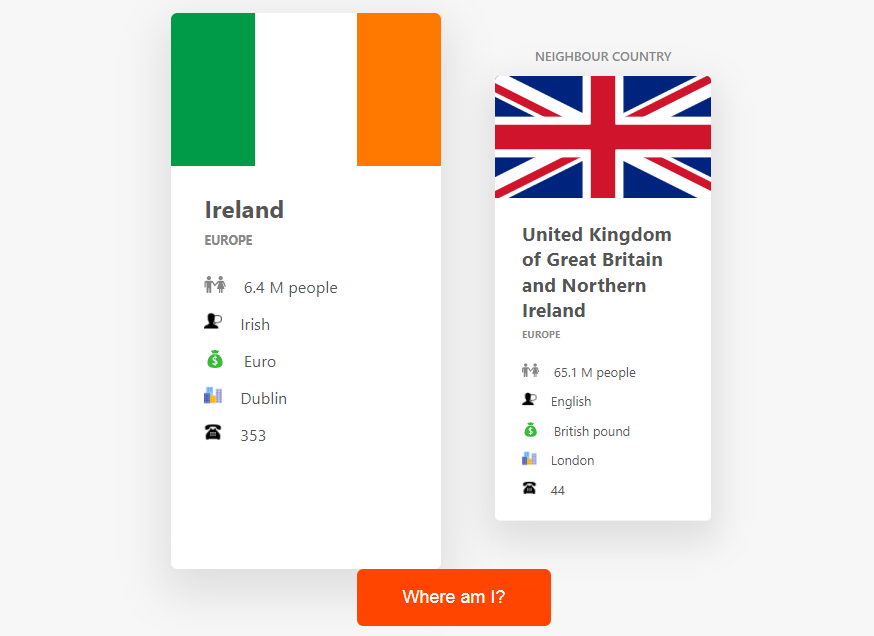 Ireland
EUROPE
6.4 M people
Irish
Euro
Dublin
353
NEIGHBOUR COUNTRY
United Kingdom
of Great Britain
and Northern
Ireland
EUROPE
65.1 M people
English
British pound
London
44
Where am I?